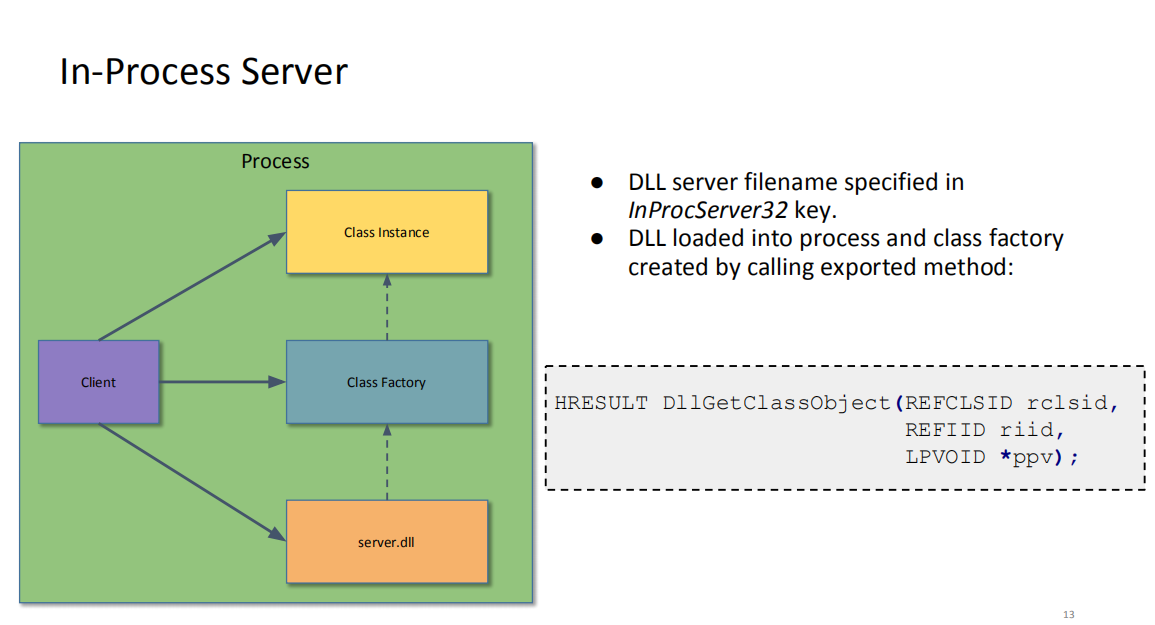 In-Process Server
Process
Class Instance
Client
Class Factory
server.dll
● DLL server filename specified in
InProcServer32 key.
● DLL loaded into process and class factory
created by calling exported method:
HRESULT DllGetClassObject(REFCLSID rclsid,
REFIID riid,
LPVOID *ppv);
13